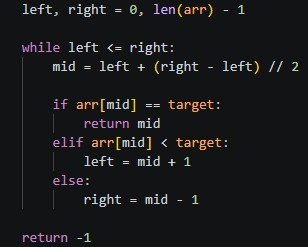 left, right = 0, len(arr) - 1
while left <= right:
    mid = left + (right - left) // 2
    if arr[mid] == target:
        return mid
    elif arr[mid] < target:
        left = mid + 1
    else:
        right = mid - 1
return -1